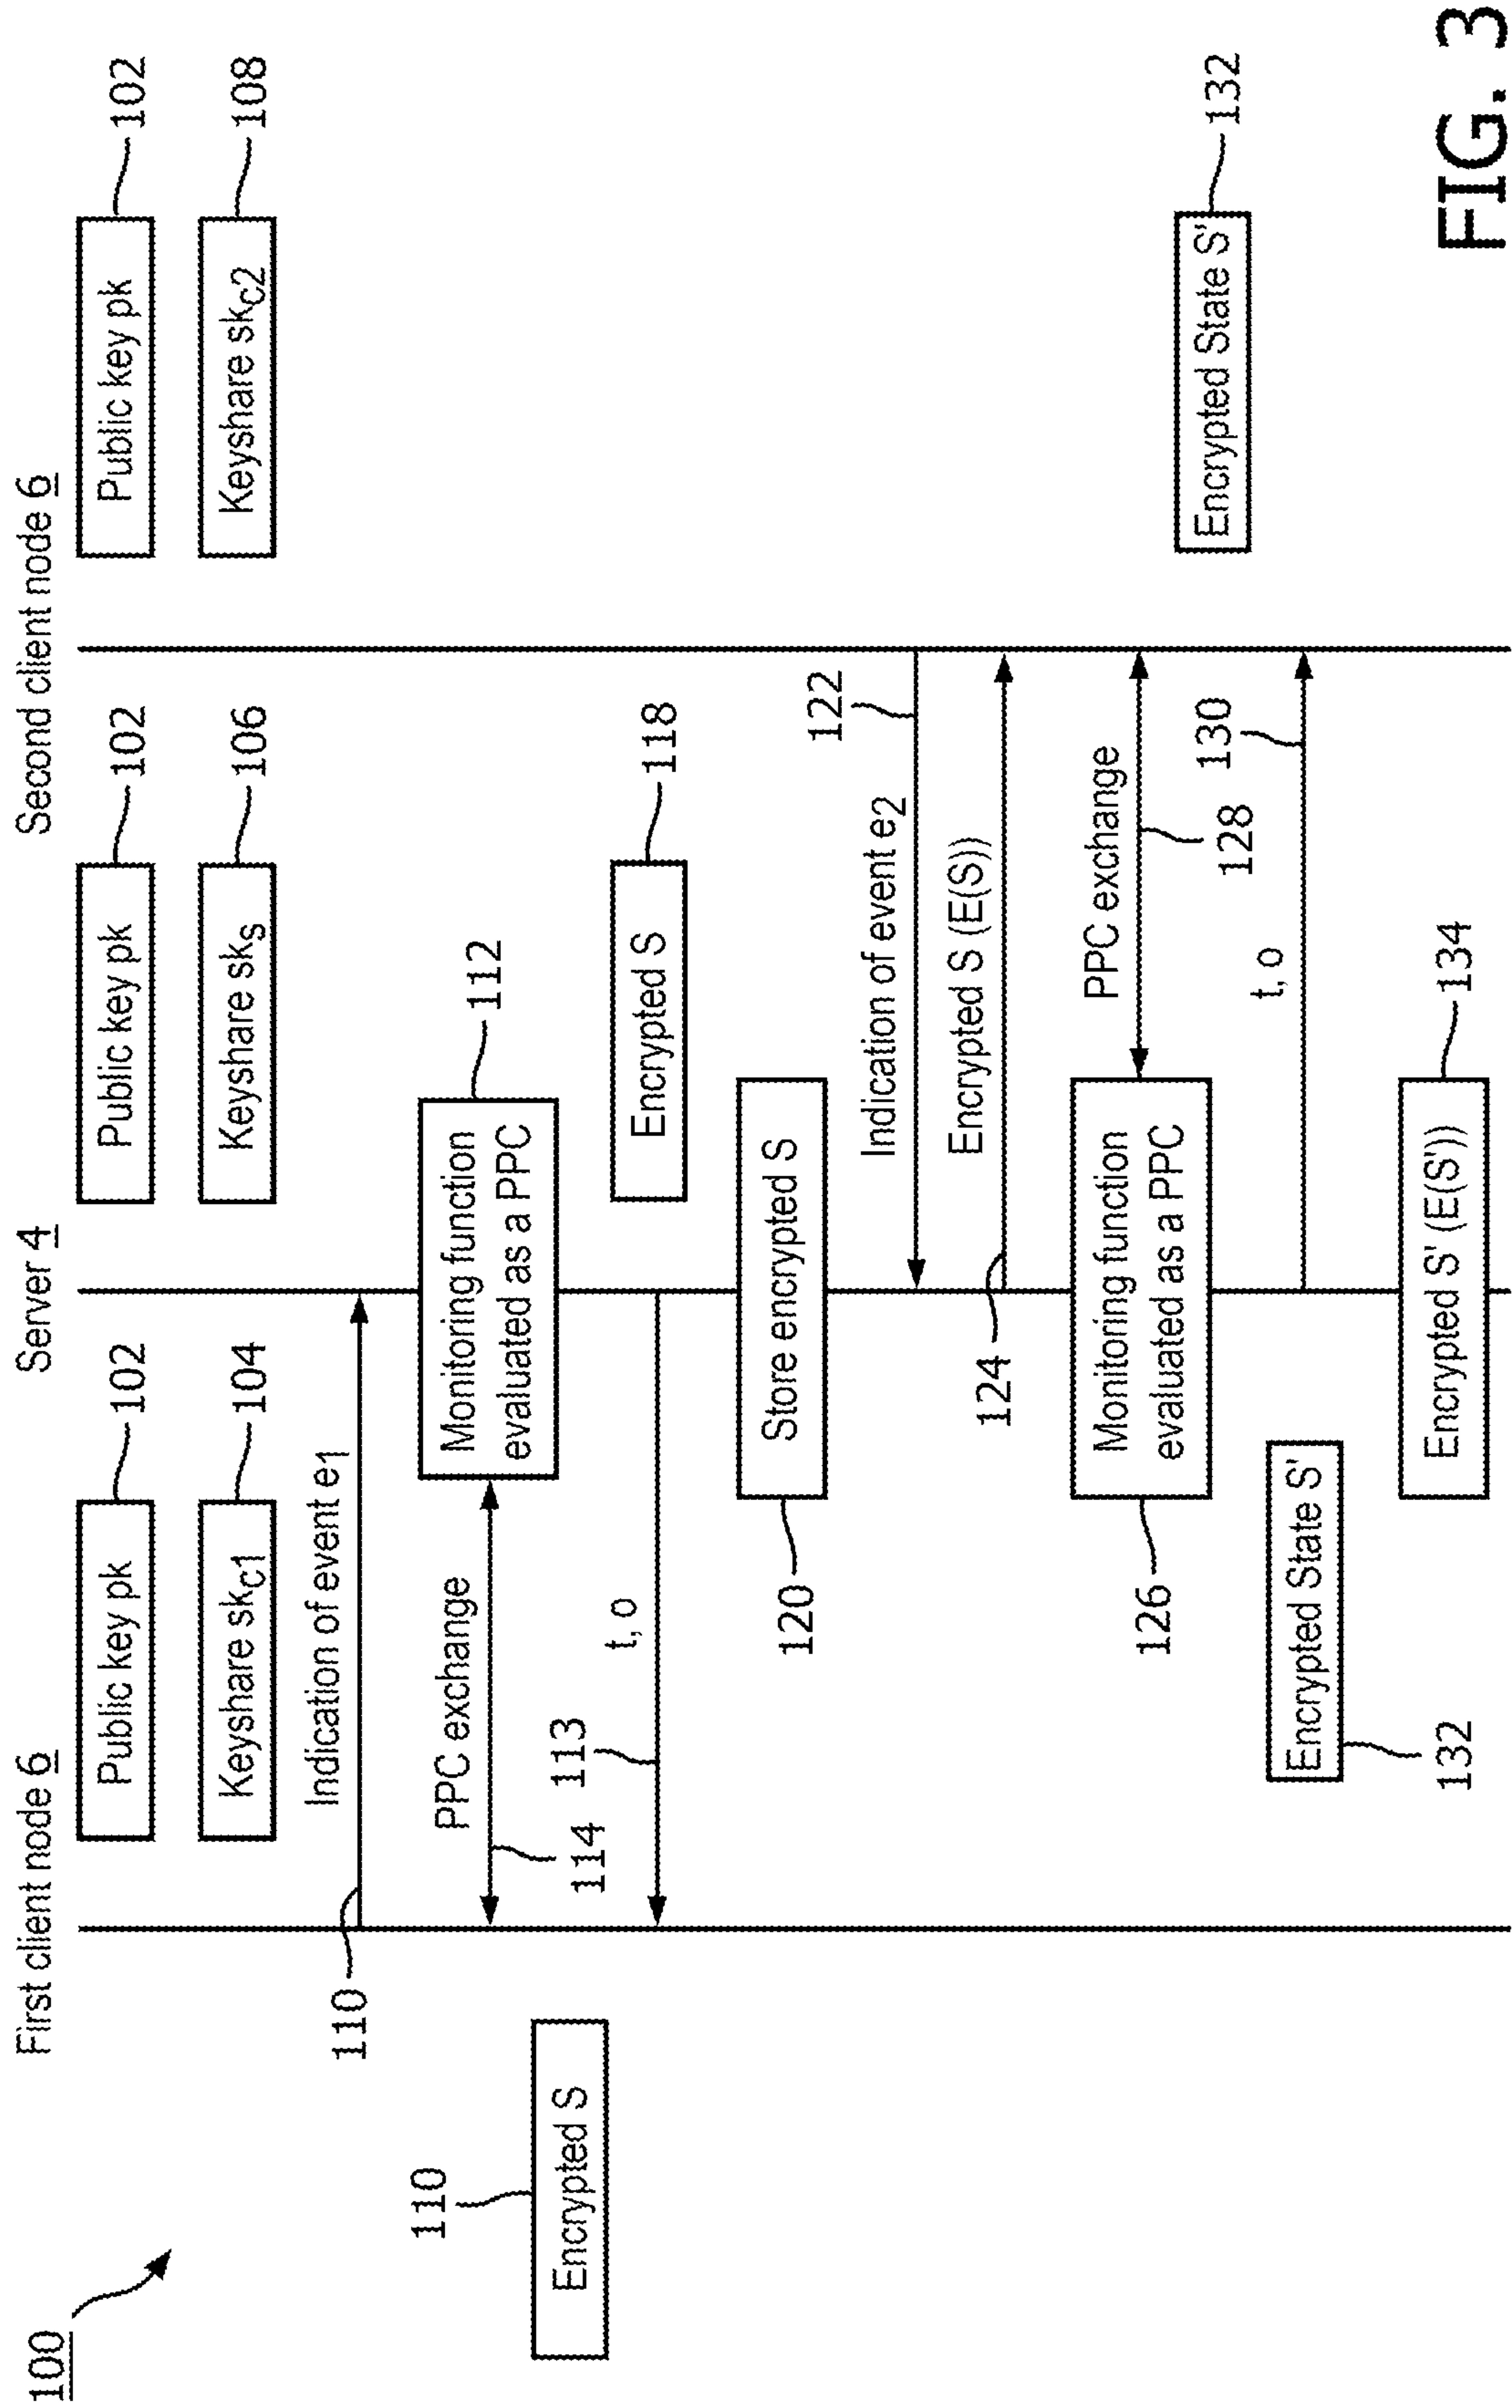 100
First client node 6
Server 4
Second client node 6
Public key pk
102
Public key pk
102
Public key pk
102
Keyshare skc1
104
Keyshare sks
106
Keyshare skc2
108
Indication of event e1
110
Monitoring function
evaluated as a PPC
112
PPC exchange
114
110
Encrypted S
t, o
113
Encrypted S
118
Store encrypted S
120
Indication of event e2
122
Encrypted S (E(S))
124
Monitoring function
evaluated as a PPC
126
PPC exchange
128
t, o
130
Encrypted State S'
132
Encrypted State S'
132
Encrypted S' (E(S'))
134
FIG. 3